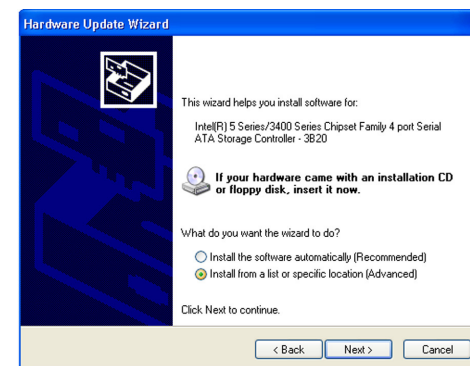 Hardware Update Wizard
This wizard helps you install software for:
Intel(R) 5 Series/3400 Series Chipset Family 4 port Serial
ATA Storage Controller - 3B20
If your hardware came with an installation CD
or floppy disk, insert it now.
What do you want the wizard to do?
Install the software automatically (Recommended)
Install from a list or specific location (Advanced)
Click Next to continue.
< Back Next > Cancel